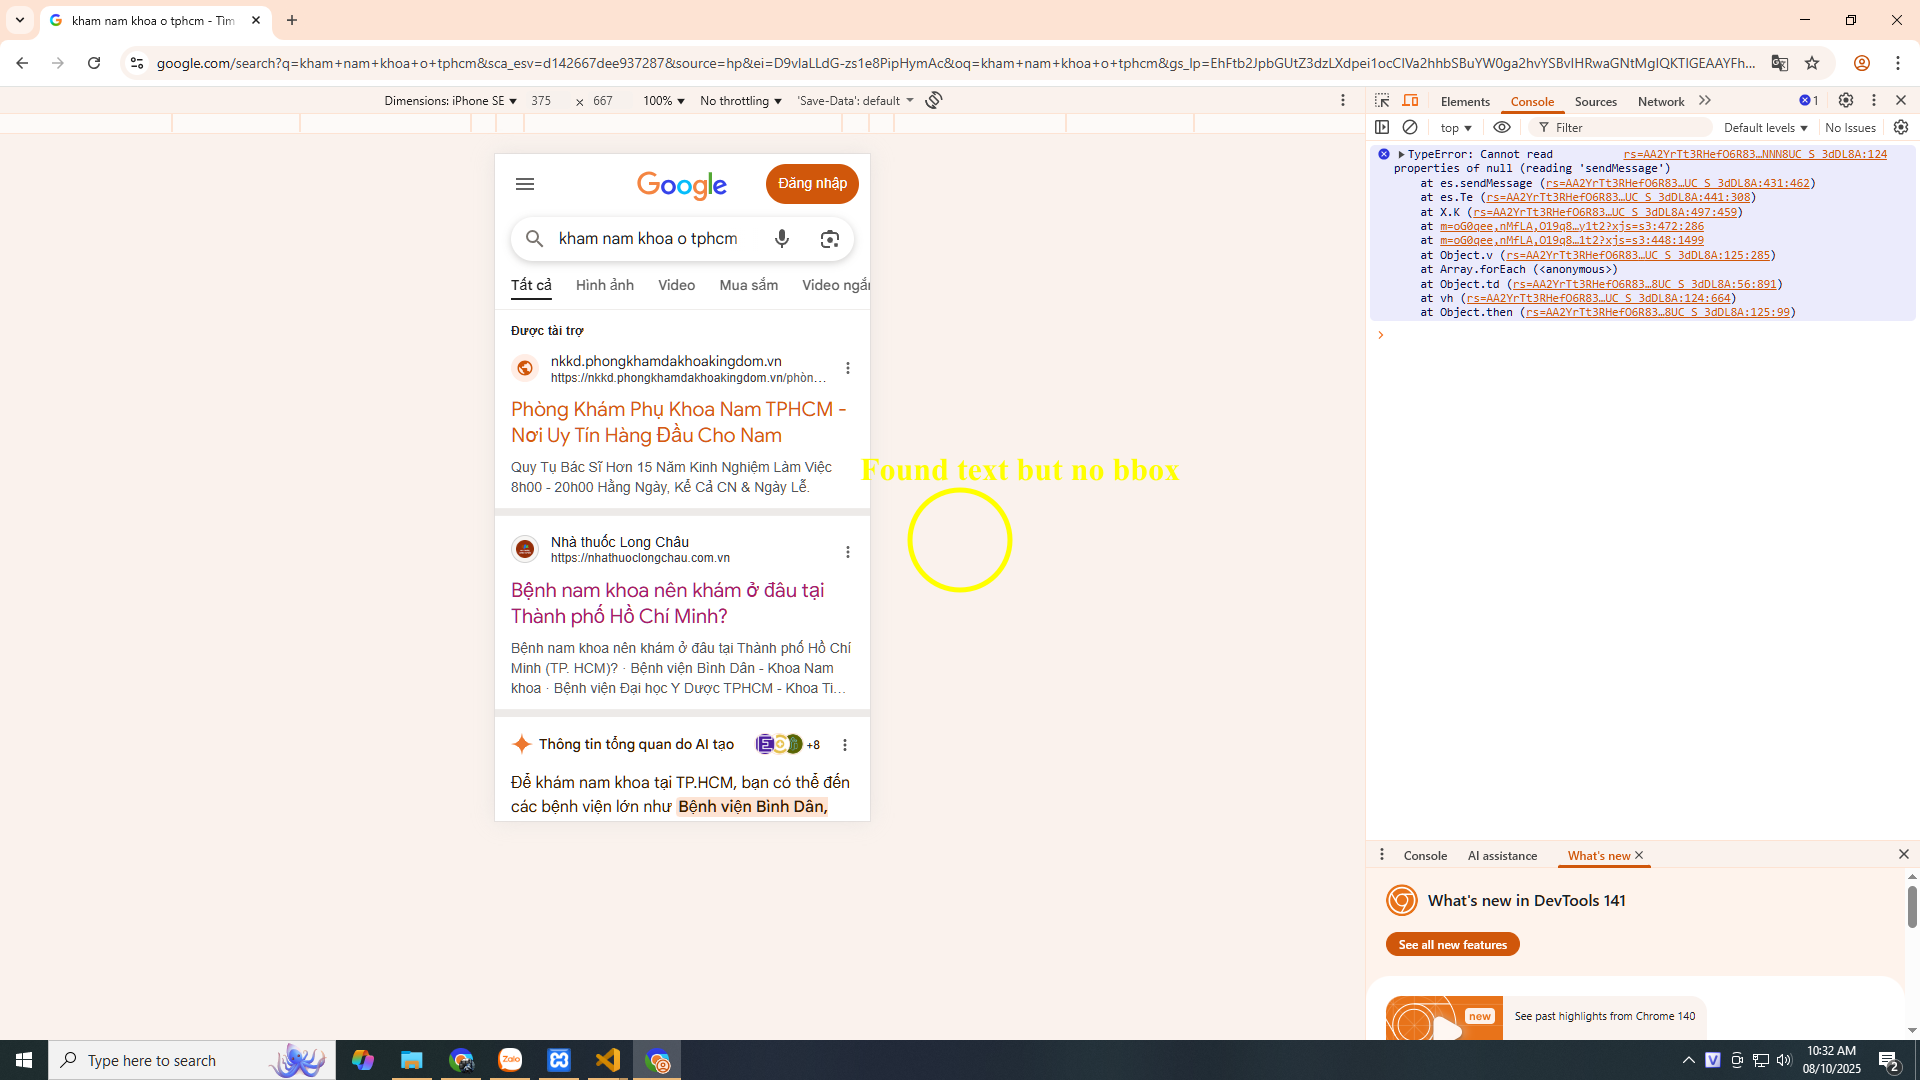 kham nam khoa o tphcm - Tìm
google.com/search?q=kham+nam+khoa+o+tphcm&sca_esv=d142667dee937287&source=hp&ei=D9vlaLLdG-zs1e8PipHymAc&oq=kham+nam+khoa+o+tphcm&gs_lp=EhFtb2JpbGUtZ3dzLXdpei1ocCIVa2hhbSBuYW0ga2hvYSBvIHRwaGNtMgIQKTIGEAAYFh...
Dimensions: iPhone SE 375 × 667 100% No throttling 'Save-Data': default
Đăng nhập
Google
kham nam khoa o tphcm
Tất cả Hình ảnh Video Mua sắm Video ngắn
Được tài trợ
nkkd.phongkhamdakhoakingdom.vn
https://nkkd.phongkhamdakhoakingdom.vn/phòn...
Phòng Khám Phụ Khoa Nam TPHCM -
Nơi Uy Tín Hàng Đầu Cho Nam
Quy Tụ Bác Sĩ Hơn 15 Năm Kinh Nghiệm Làm Việc
8h00 - 20h00 Hằng Ngày, Kể Cả CN & Ngày Lễ.
Nhà thuốc Long Châu
https://nhathuoclongchau.com.vn
Bệnh nam khoa nên khám ở đâu tại
Thành phố Hồ Chí Minh?
Bệnh nam khoa nên khám ở đâu tại Thành phố Hồ Chí
Minh (TP. HCM)? · Bệnh viện Bình Dân - Khoa Nam
khoa · Bệnh viện Đại học Y Dược TPHCM - Khoa Ti...
Thông tin tổng quan do AI tạo +8
Để khám nam khoa tại TP.HCM, bạn có thể đến
các bệnh viện lớn như Bệnh viện Bình Dân,
Found text but no bbox
Elements Console Sources Network 1
top Filter Default levels No Issues
TypeError: Cannot read rs=AA2YrTt3RHefO6R83…NNN8UC_S_3dDL8A:124
properties of null (reading 'sendMessage')
at es.sendMessage (rs=AA2YrTt3RHefO6R83…UC_S_3dDL8A:431:462)
at es.Te (rs=AA2YrTt3RHefO6R83…UC_S_3dDL8A:441:308)
at X.K (rs=AA2YrTt3RHefO6R83…UC_S_3dDL8A:497:459)
at m=oG0qee,nMfLA,O19q8…y1t2?xjs=s3:472:286
at m=oG0qee,nMfLA,O19q8…1t2?xjs=s3:448:1499
at Object.v (rs=AA2YrTt3RHefO6R83…UC_S_3dDL8A:125:285)
at Array.forEach (<anonymous>)
at Object.td (rs=AA2YrTt3RHefO6R83…8UC_S_3dDL8A:56:891)
at vh (rs=AA2YrTt3RHefO6R83…UC_S_3dDL8A:124:664)
at Object.then (rs=AA2YrTt3RHefO6R83…8UC_S_3dDL8A:125:99)
Console AI assistance What's new
What's new in DevTools 141
See all new features
new
See past highlights from Chrome 140
Type here to search
Zalo
V
10:32 AM
08/10/2025
2